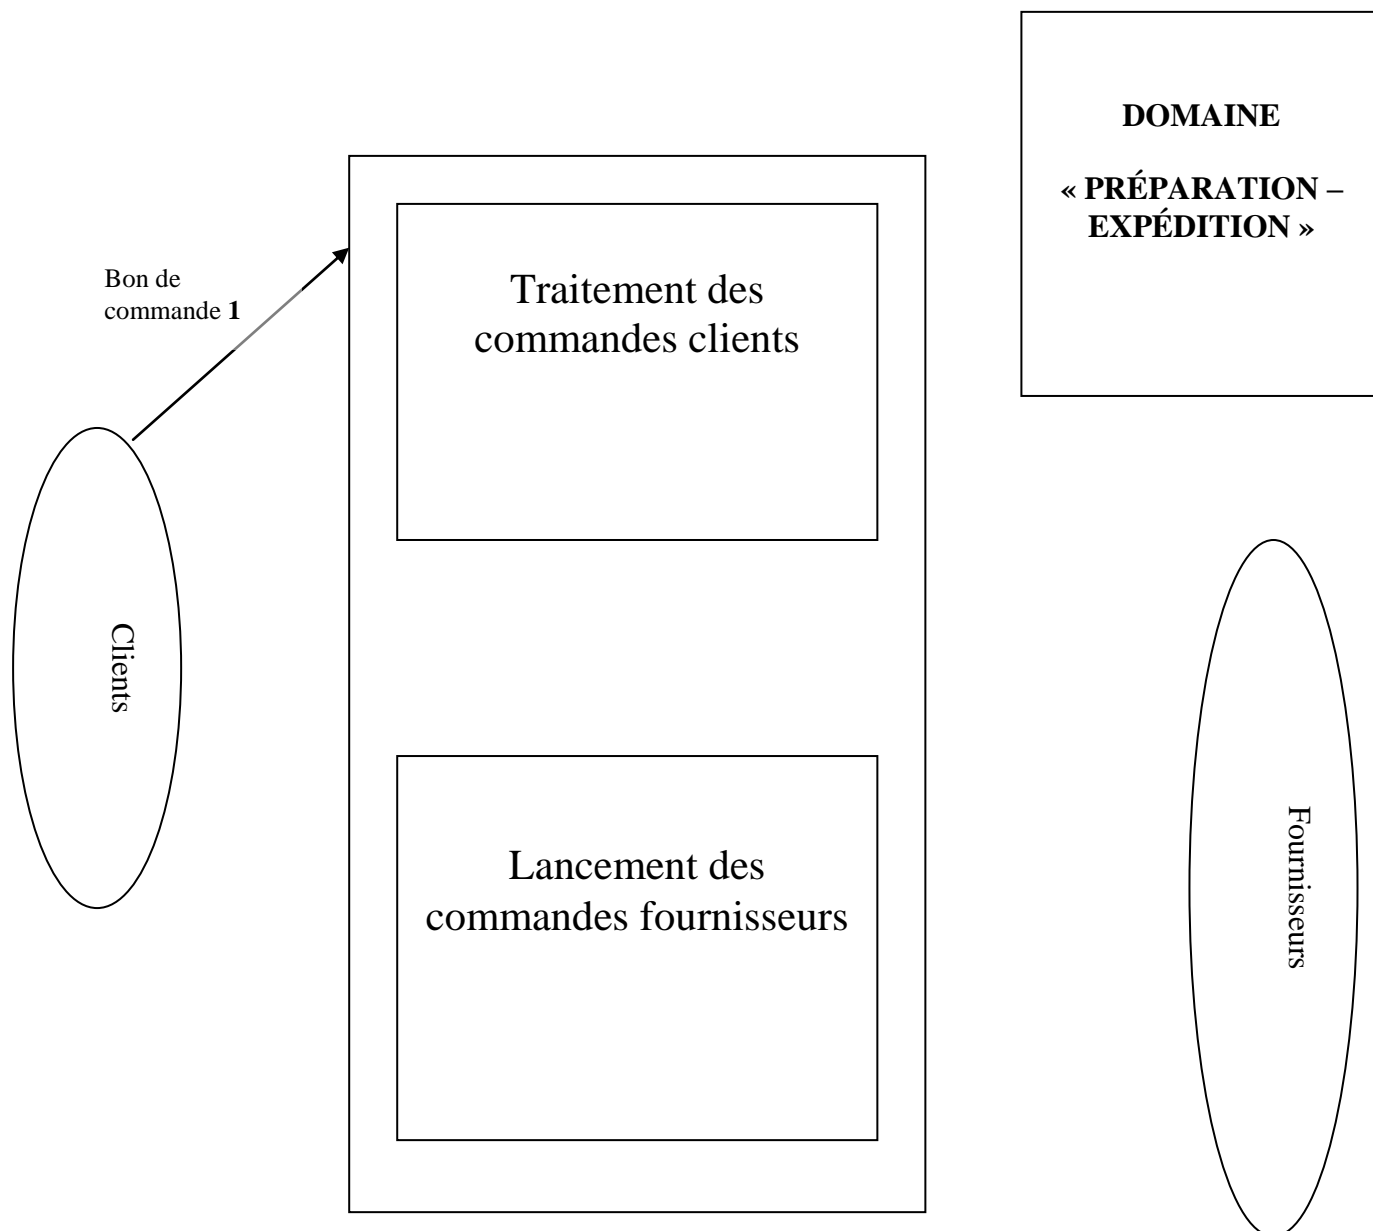 DOMAINE
« PRÉPARATION –
EXPÉDITION »
Bon de
commande 1
Traitement des
commandes clients
Clients
Lancement des
commandes fournisseurs
Fournisseurs